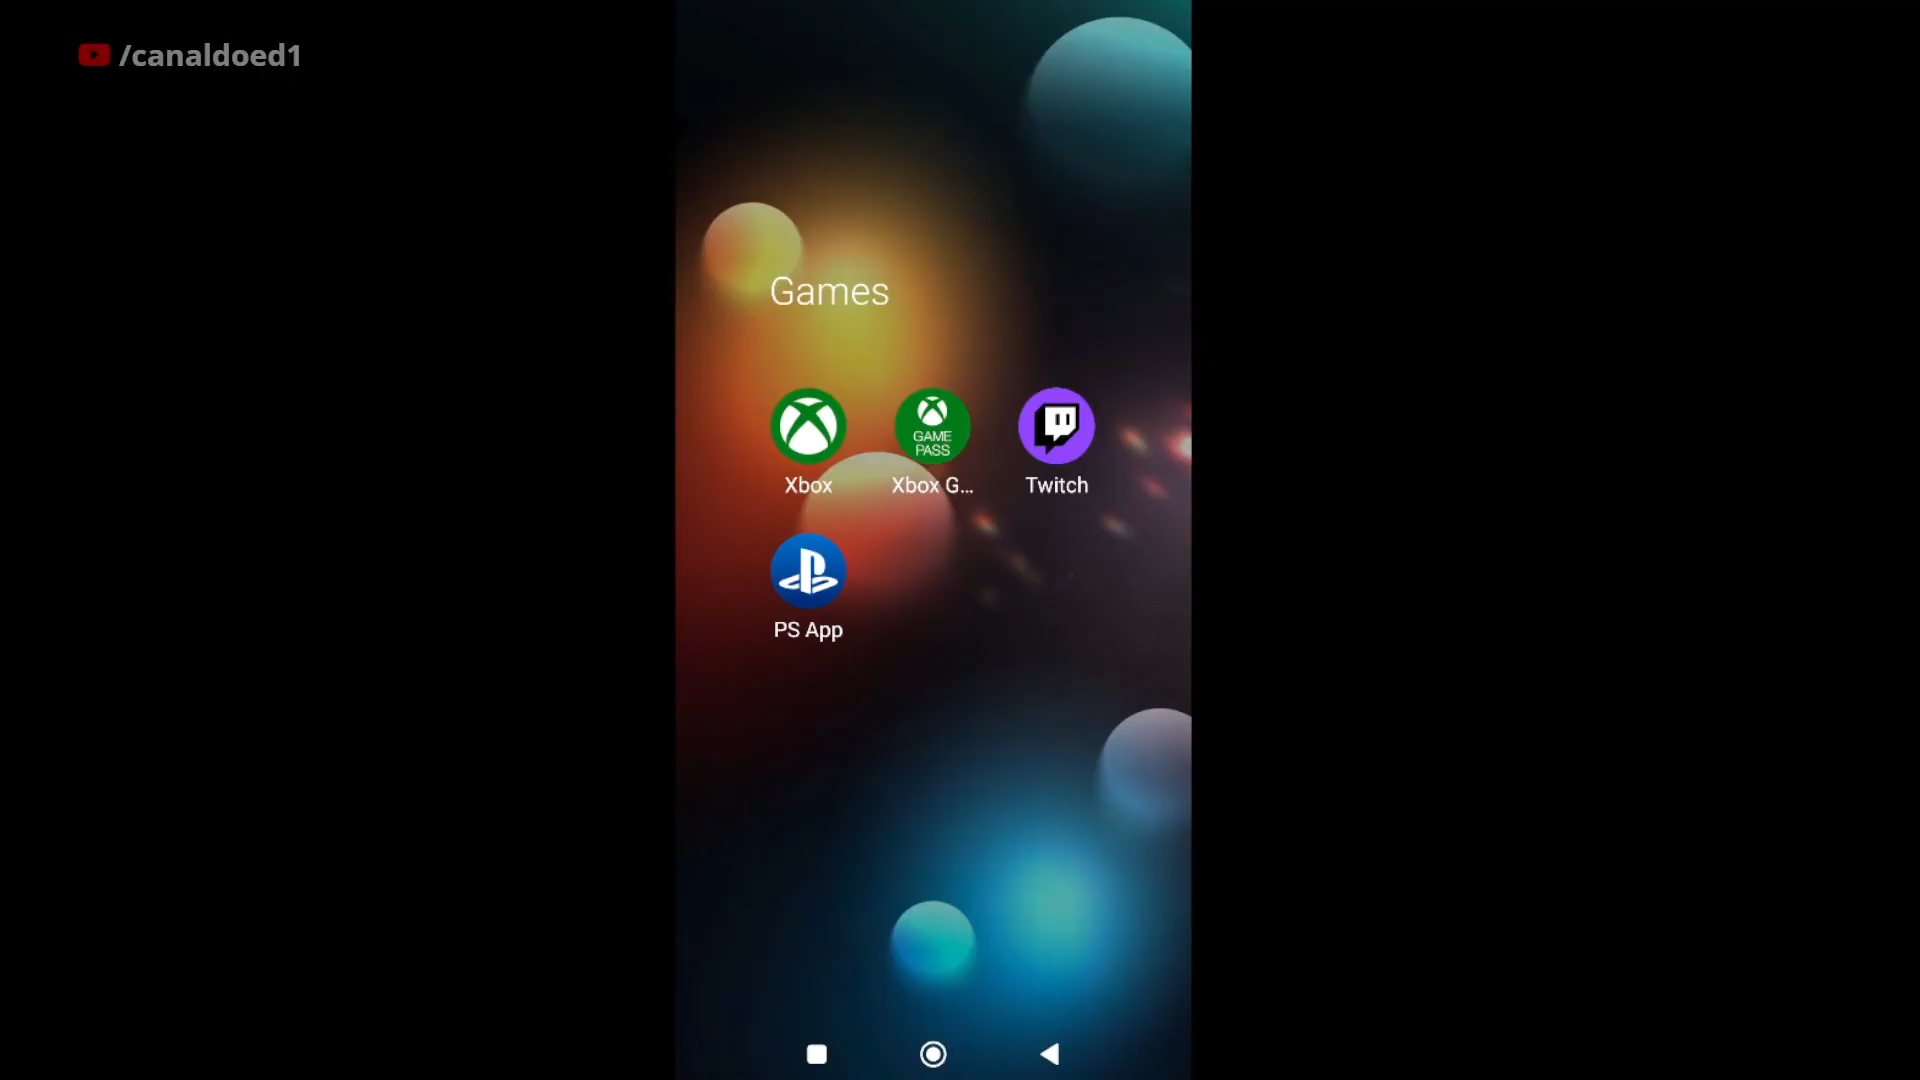 /canaldoed1
Games
GAME
PASS
Xbox
Xbox G...
Twitch
PS App